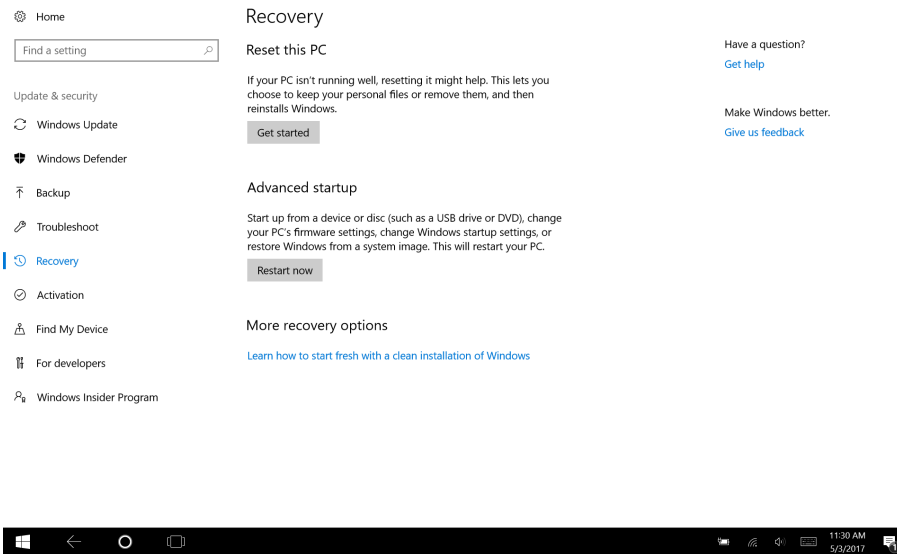 Home
Find a setting
Update & security
Windows Update
Windows Defender
Backup
Troubleshoot
Recovery
Activation
Find My Device
For developers
Windows Insider Program
Recovery
Reset this PC
If your PC isn't running well, resetting it might help. This lets you
choose to keep your personal files or remove them, and then
reinstalls Windows.
Get started
Advanced startup
Start up from a device or disc (such as a USB drive or DVD), change
your PC's firmware settings, change Windows startup settings, or
restore Windows from a system image. This will restart your PC.
Restart now
More recovery options
Learn how to start fresh with a clean installation of Windows
Have a question?
Get help
Make Windows better.
Give us feedback
11:30 AM
5/3/2017
1